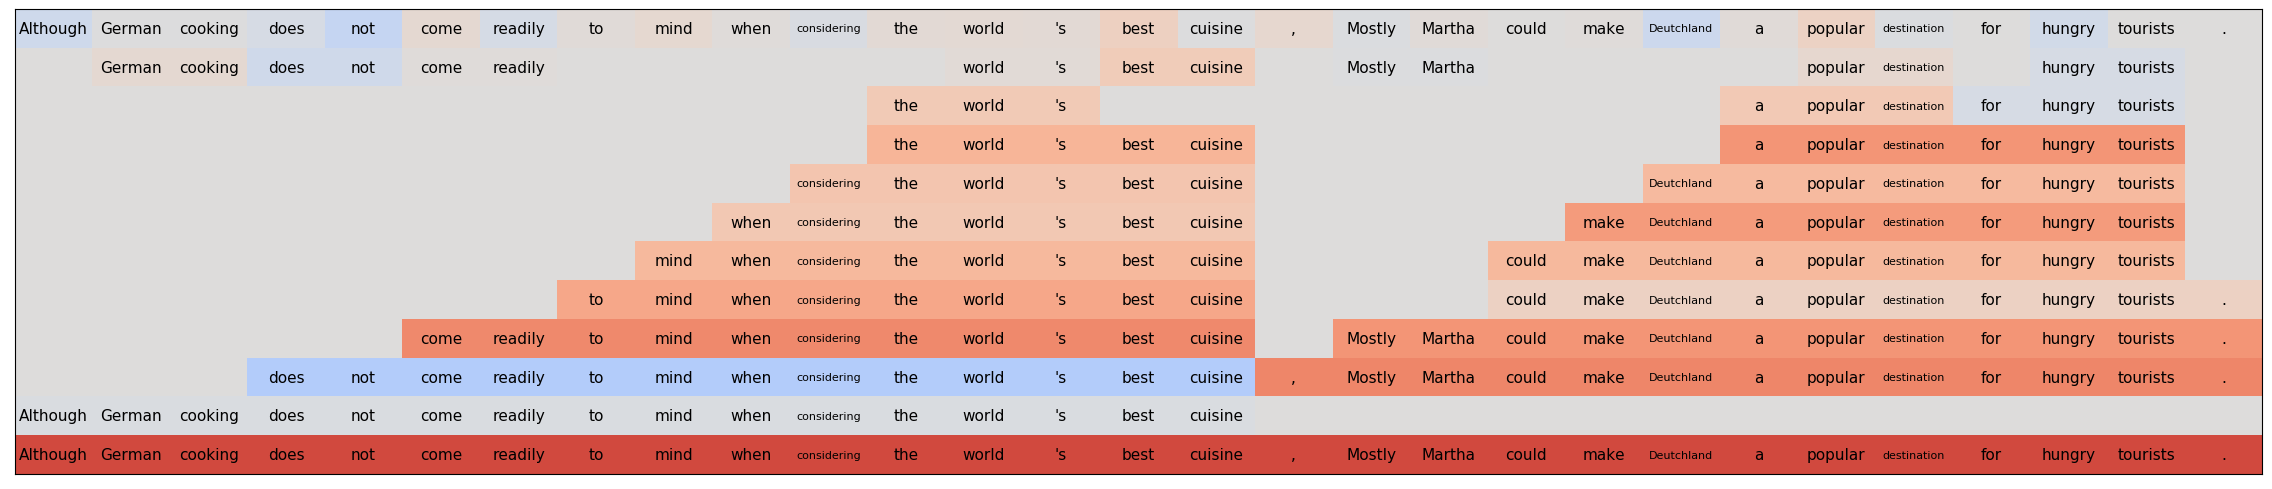 Although German cooking does not come readily to mind when considering the world 's best cuisine , Mostly Martha could make Deutchland a popular destination for hungry tourists .
German cooking does not come readily world 's best cuisine Mostly Martha popular destination hungry tourists
the world 's a popular destination for hungry tourists
the world 's best cuisine a popular destination for hungry tourists
considering the world 's best cuisine Deutchland a popular destination for hungry tourists
when considering the world 's best cuisine make Deutchland a popular destination for hungry tourists
mind when considering the world 's best cuisine could make Deutchland a popular destination for hungry tourists
to mind when considering the world 's best cuisine could make Deutchland a popular destination for hungry tourists .
come readily to mind when considering the world 's best cuisine Mostly Martha could make Deutchland a popular destination for hungry tourists .
does not come readily to mind when considering the world 's best cuisine , Mostly Martha could make Deutchland a popular destination for hungry tourists .
Although German cooking does not come readily to mind when considering the world 's best cuisine
Although German cooking does not come readily to mind when considering the world 's best cuisine , Mostly Martha could make Deutchland a popular destination for hungry tourists .